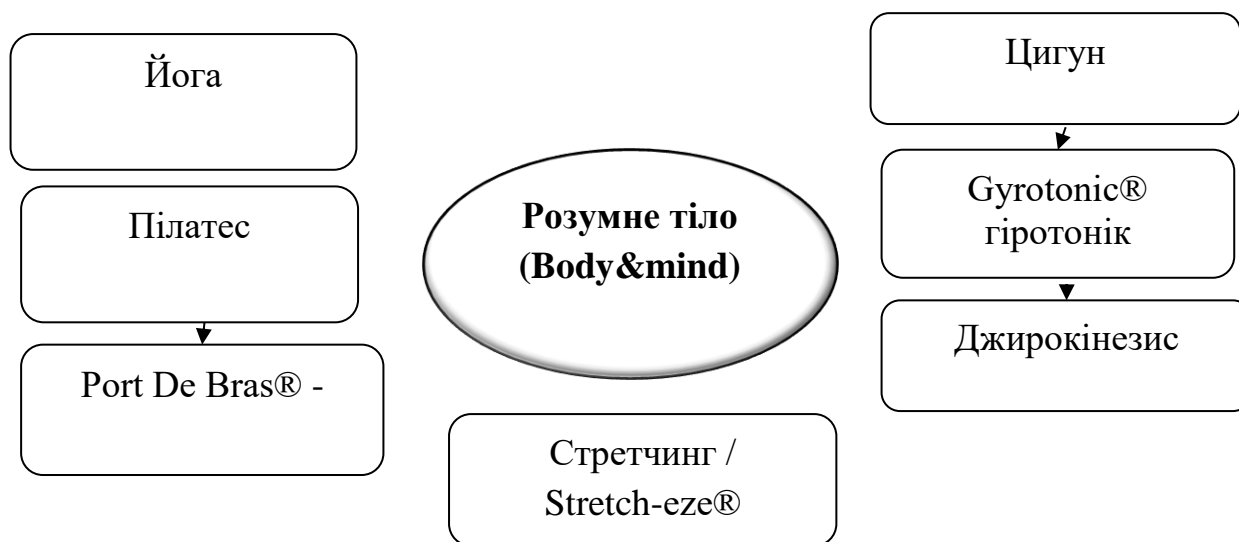 Йога
Пілатес
Port De Bras® -
Розумне тіло
(Body&mind)
Стретчинг /
Stretch-eze®
Цигун
Gyrotonic®
гіротонік
Джирокінезис